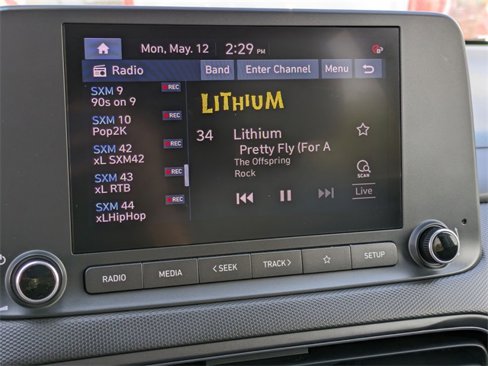 Mon, May. 12 2:29 PM
Radio Band Enter Channel Menu
SXM 9 REC
90s on 9
SXM 10 REC
Pop2K
SXM 42 REC
xL SXM42
SXM 43 REC
xL RTB
SXM 44 REC
xLHipHop
LITHIUM
34 Lithium
Pretty Fly (For A
The Offspring
Rock
SCAN
Live
RADIO MEDIA < SEEK TRACK > SETUP